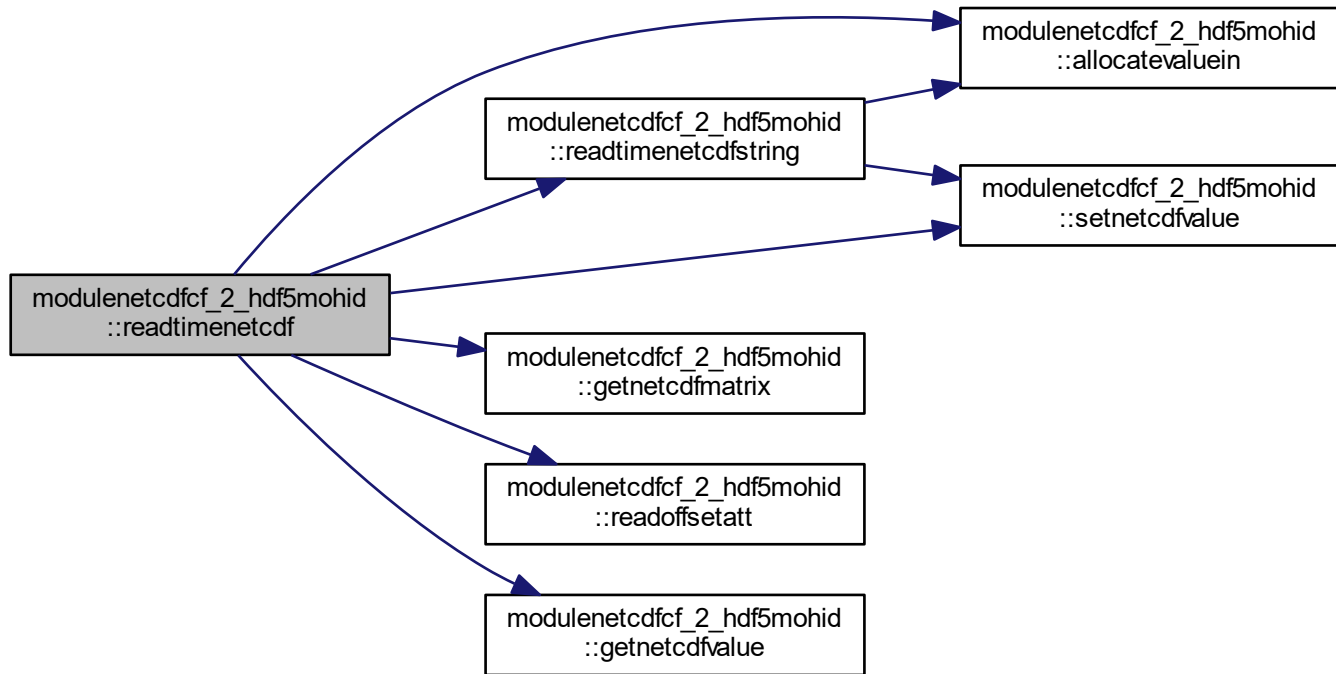 modulenetcdfcf_2_hdf5mohid
::readtimenetcdf
modulenetcdfcf_2_hdf5mohid
::allocatevaluein
modulenetcdfcf_2_hdf5mohid
::readtimenetcdfstring
modulenetcdfcf_2_hdf5mohid
::setnetcdfvalue
modulenetcdfcf_2_hdf5mohid
::getnetcdfmatrix
modulenetcdfcf_2_hdf5mohid
::readoffsetatt
modulenetcdfcf_2_hdf5mohid
::getnetcdfvalue